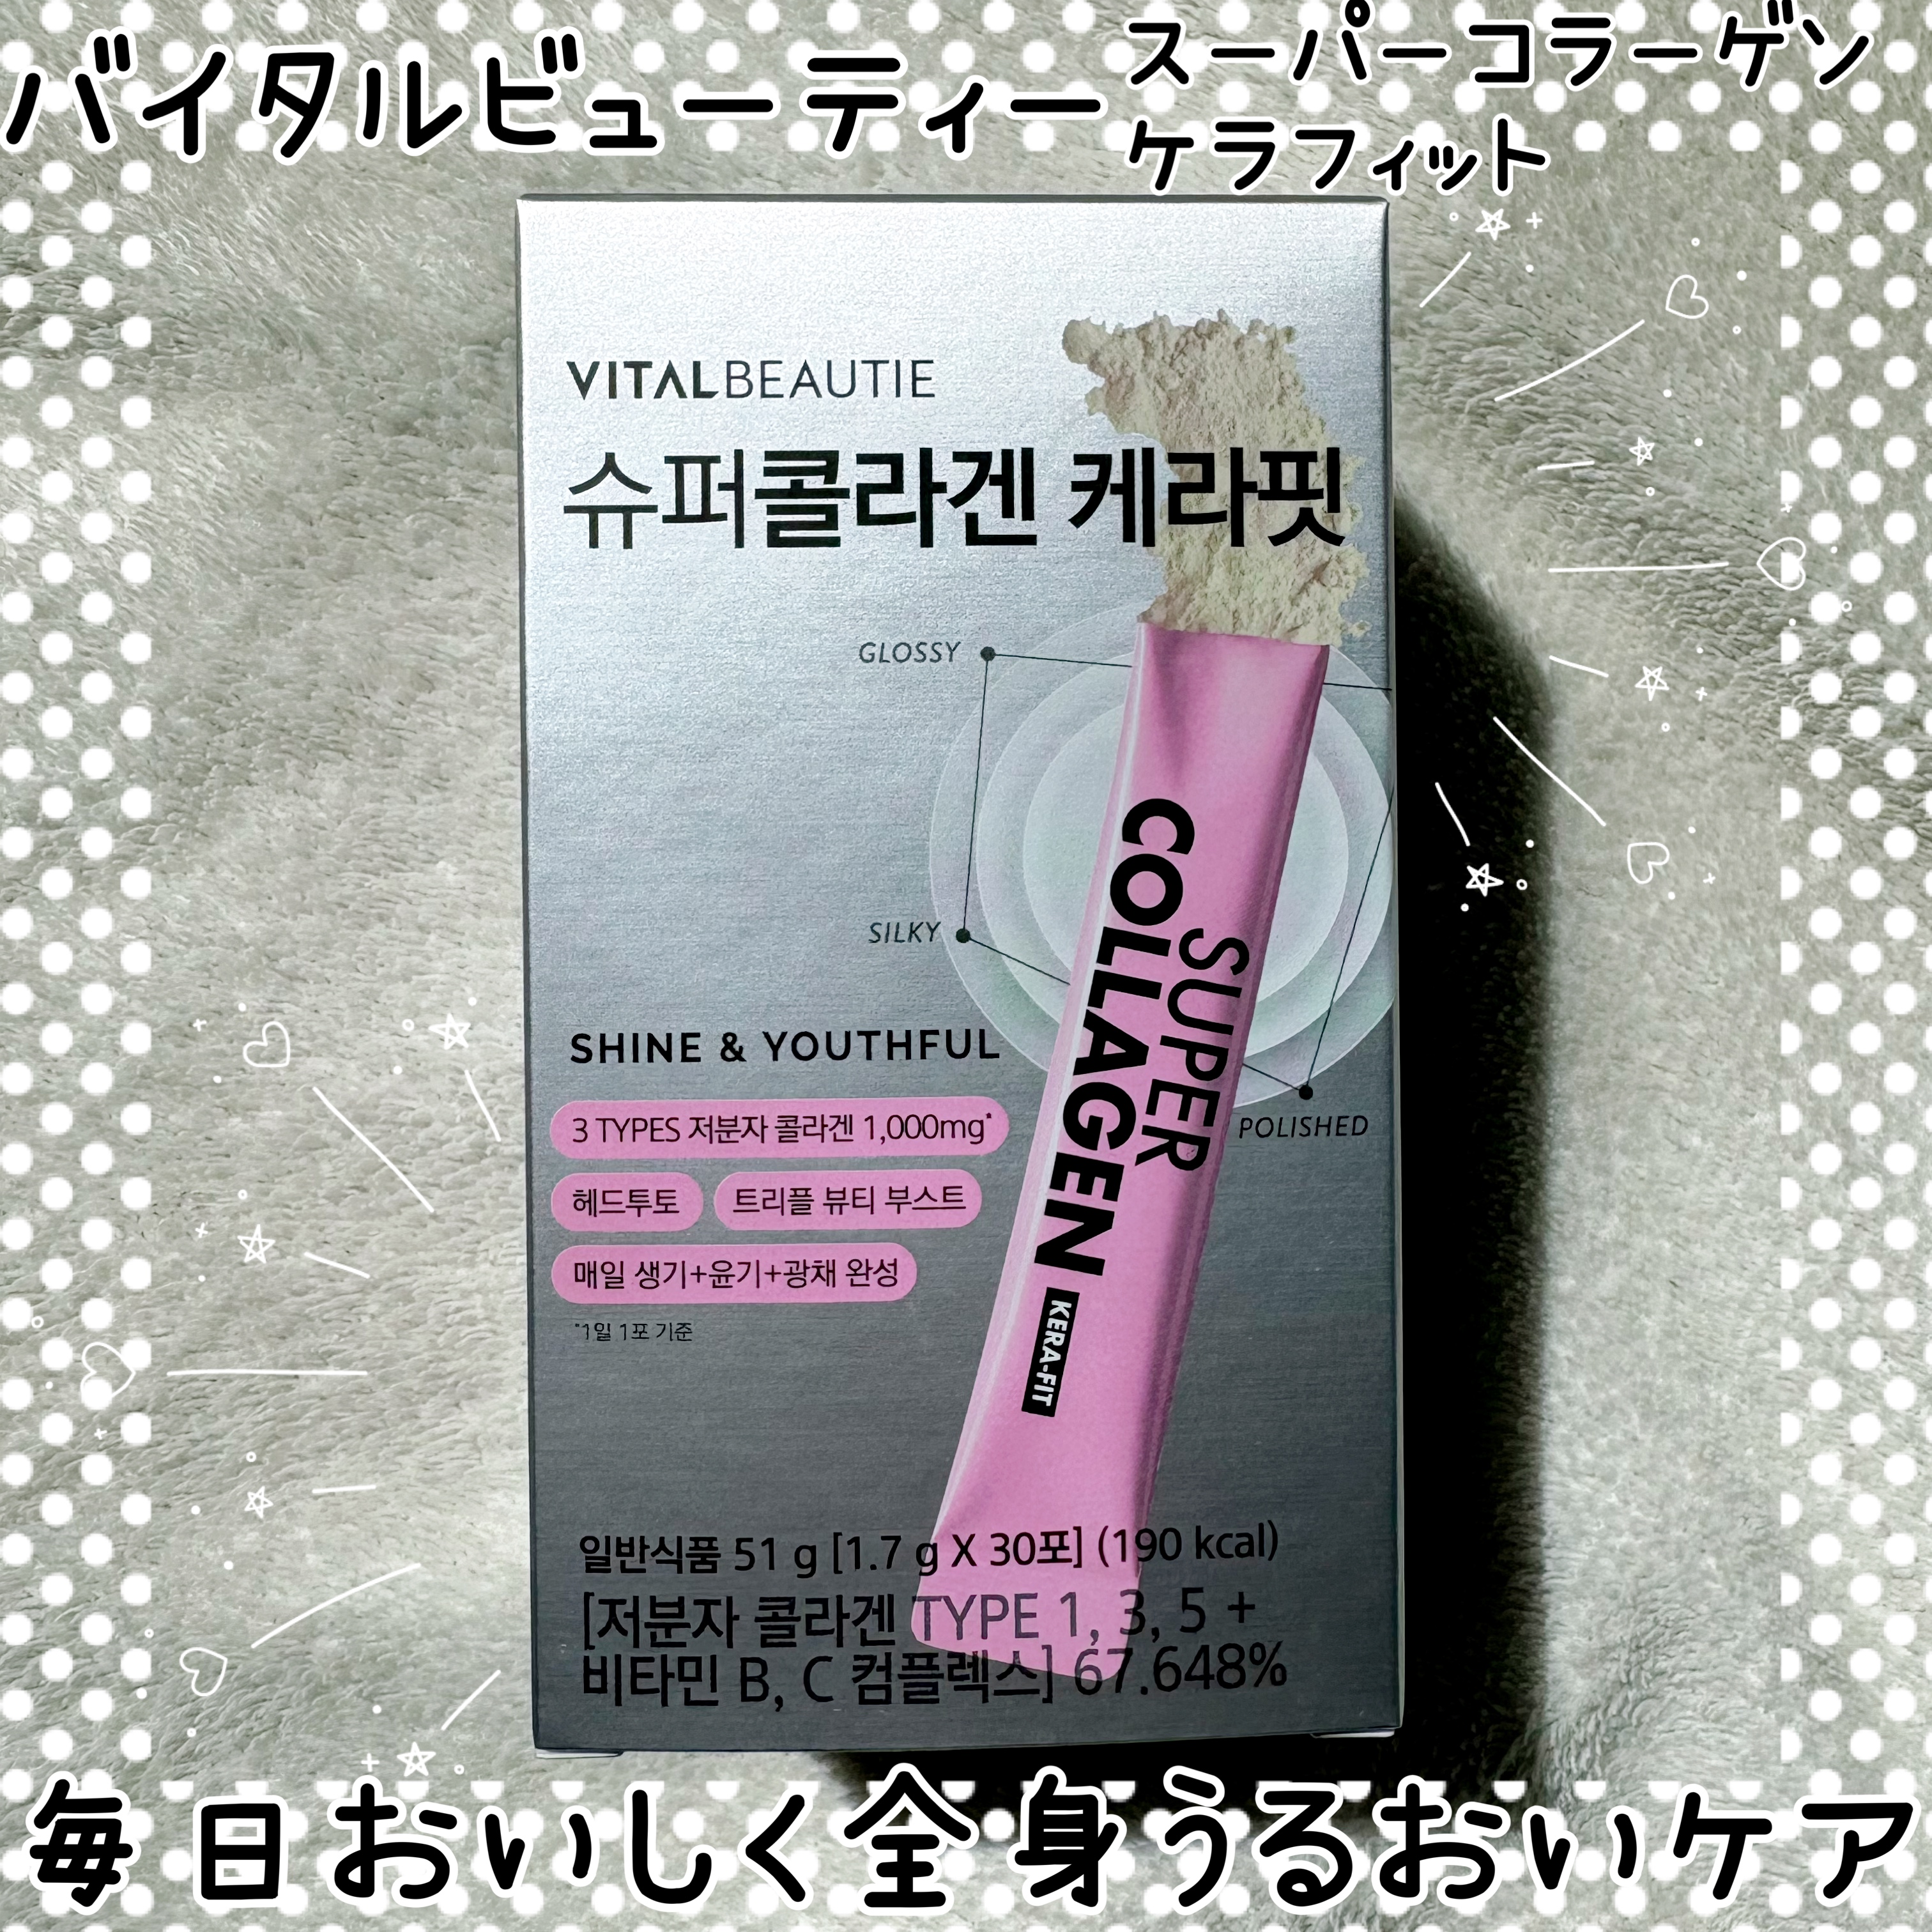 バイタルビューティー
スーパーコラーゲン
ケラフィット
VITALBEAUTIE
슈퍼콜라겐 케라핏
GLOSSY
SILKY
POLISHED
SUPER
COLLAGEN
KERA-FIT
SHINE & YOUTHFUL
3 TYPES 저분자 콜라겐 1,000mg*
헤드투토
트리플 뷰티 부스트
매일 생기+윤기+광채 완성
*1일 1포 기준
일반식품 51 g [1.7 g X 30포] (190 kcal)
[저분자 콜라겐 TYPE 1, 3, 5 +
비타민 B, C 컴플렉스] 67.648%
毎日おいしく全身うるおいケア